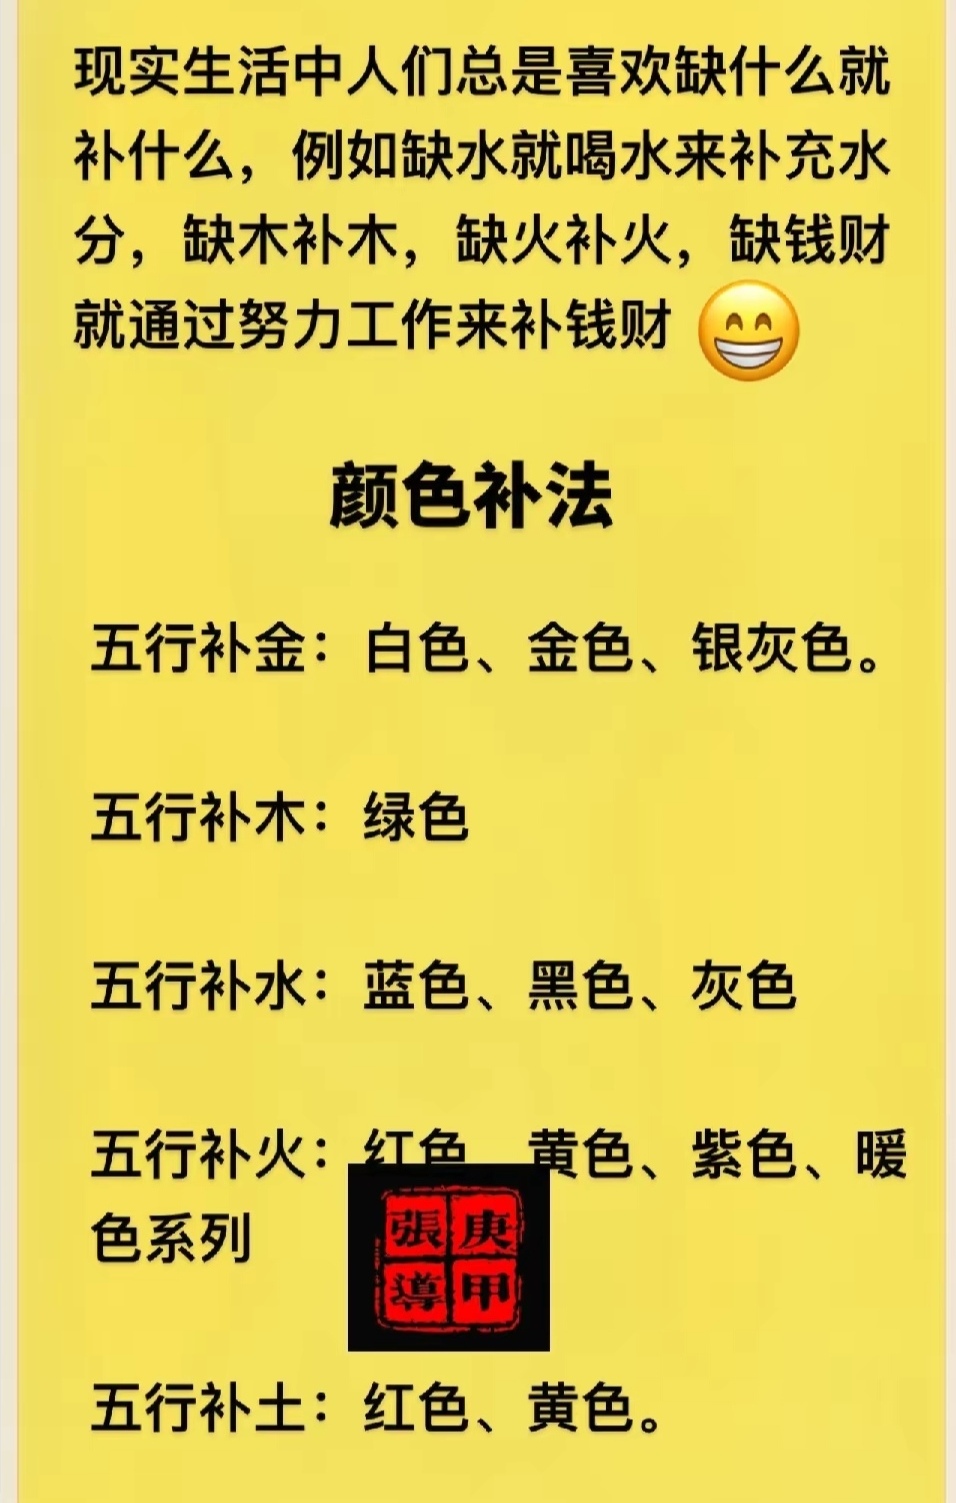 现实生活中人们总是喜欢缺什么就
补什么，例如缺水就喝水来补充水
分，缺木补木，缺火补火，缺钱财
就通过努力工作来补钱财
颜色补法
五行补金：白色、金色、银灰色。
五行补木：绿色
五行补水：蓝色、黑色、灰色
五行补火：红色、黄色、紫色、暖
色系列
張庚
導甲
五行补土：红色、黄色。